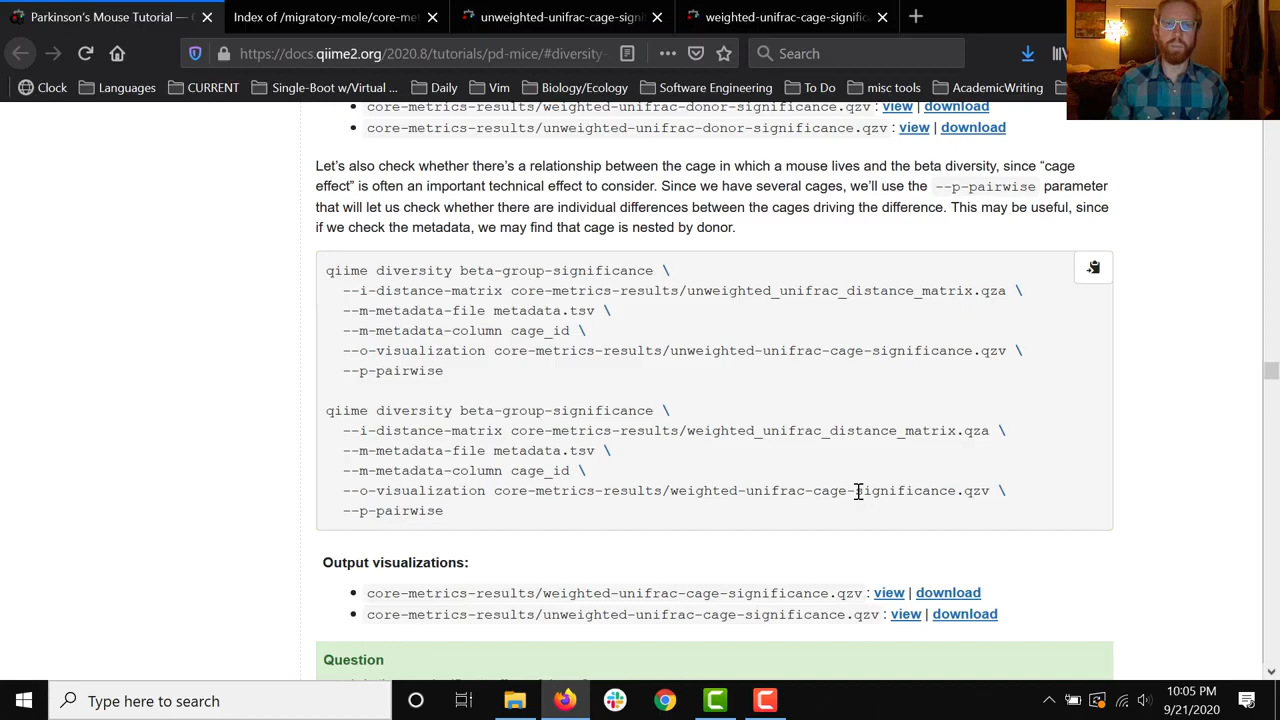 Parkinson's Mouse Tutorial —
Index of /migratory-mole/core-met
unweighted-unifrac-cage-signi
weighted-unifrac-cage-signific
https://docs.qiime2.org/2020.8/tutorials/pd-mice/#diversity-
Search
Clock
Languages
CURRENT
Single-Boot w/Virtual
Daily
Vim
Biology/Ecology
Software Engineering
To Do
misc tools
AcademicWriting
core-metrics-results/weighted-unifrac-donor-significance.qzv : view | download
core-metrics-results/unweighted-unifrac-donor-significance.qzv : view | download
Let's also check whether there's a relationship between the cage in which a mouse lives and the beta diversity, since “cage
effect” is often an important technical effect to consider. Since we have several cages, we'll use the --p-pairwise parameter
that will let us check whether there are individual differences between the cages driving the difference. This may be useful, since
if we check the metadata, we may find that cage is nested by donor.
qiime diversity beta-group-significance \
--i-distance-matrix core-metrics-results/unweighted_unifrac_distance_matrix.qza \
--m-metadata-file metadata.tsv \
--m-metadata-column cage_id \
--o-visualization core-metrics-results/unweighted-unifrac-cage-significance.qzv \
--p-pairwise
qiime diversity beta-group-significance \
--i-distance-matrix core-metrics-results/weighted_unifrac_distance_matrix.qza \
--m-metadata-file metadata.tsv \
--m-metadata-column cage_id \
--o-visualization core-metrics-results/weighted-unifrac-cage-significance.qzv \
--p-pairwise
Output visualizations:
core-metrics-results/weighted-unifrac-cage-significance.qzv : view | download
core-metrics-results/unweighted-unifrac-cage-significance.qzv : view | download
Question
Type here to search
10:05 PM
9/21/2020